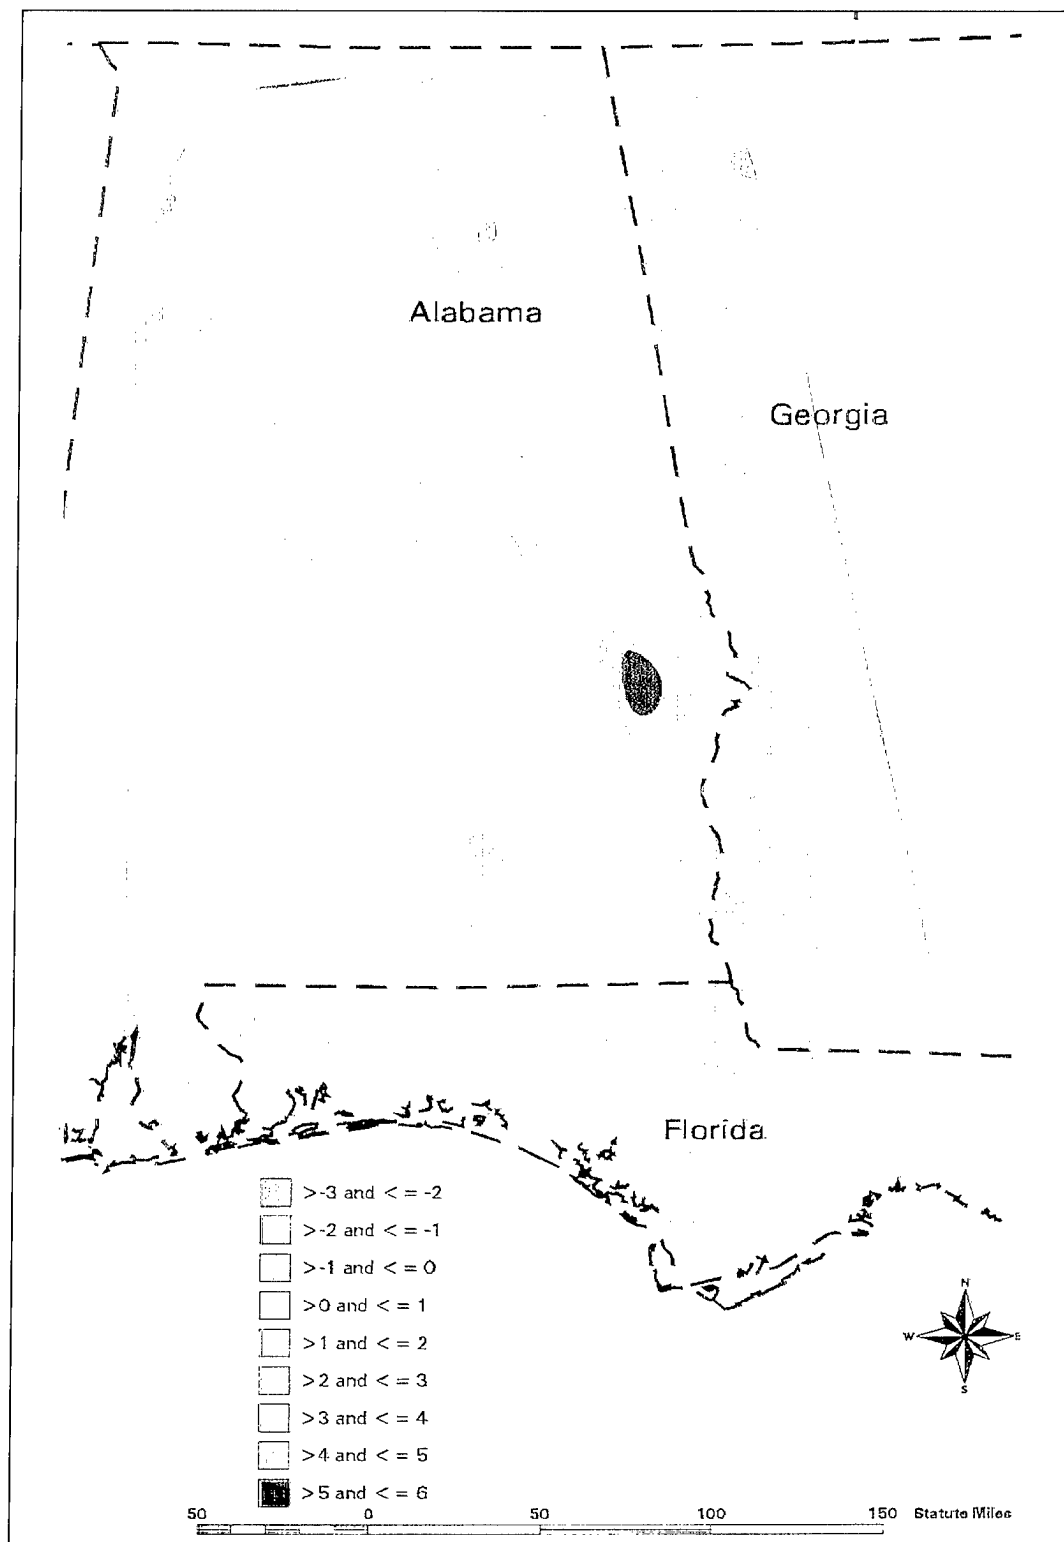 Alabama
Georgia
Florida
>-3 and <= -2
>-2 and <= -1
>-1 and <= 0
>0 and <= 1
>1 and <= 2
>2 and <= 3
>3 and <= 4
>4 and <= 5
>5 and <= 6
N
W E
S
50 0 50 100 150 Statute Miles